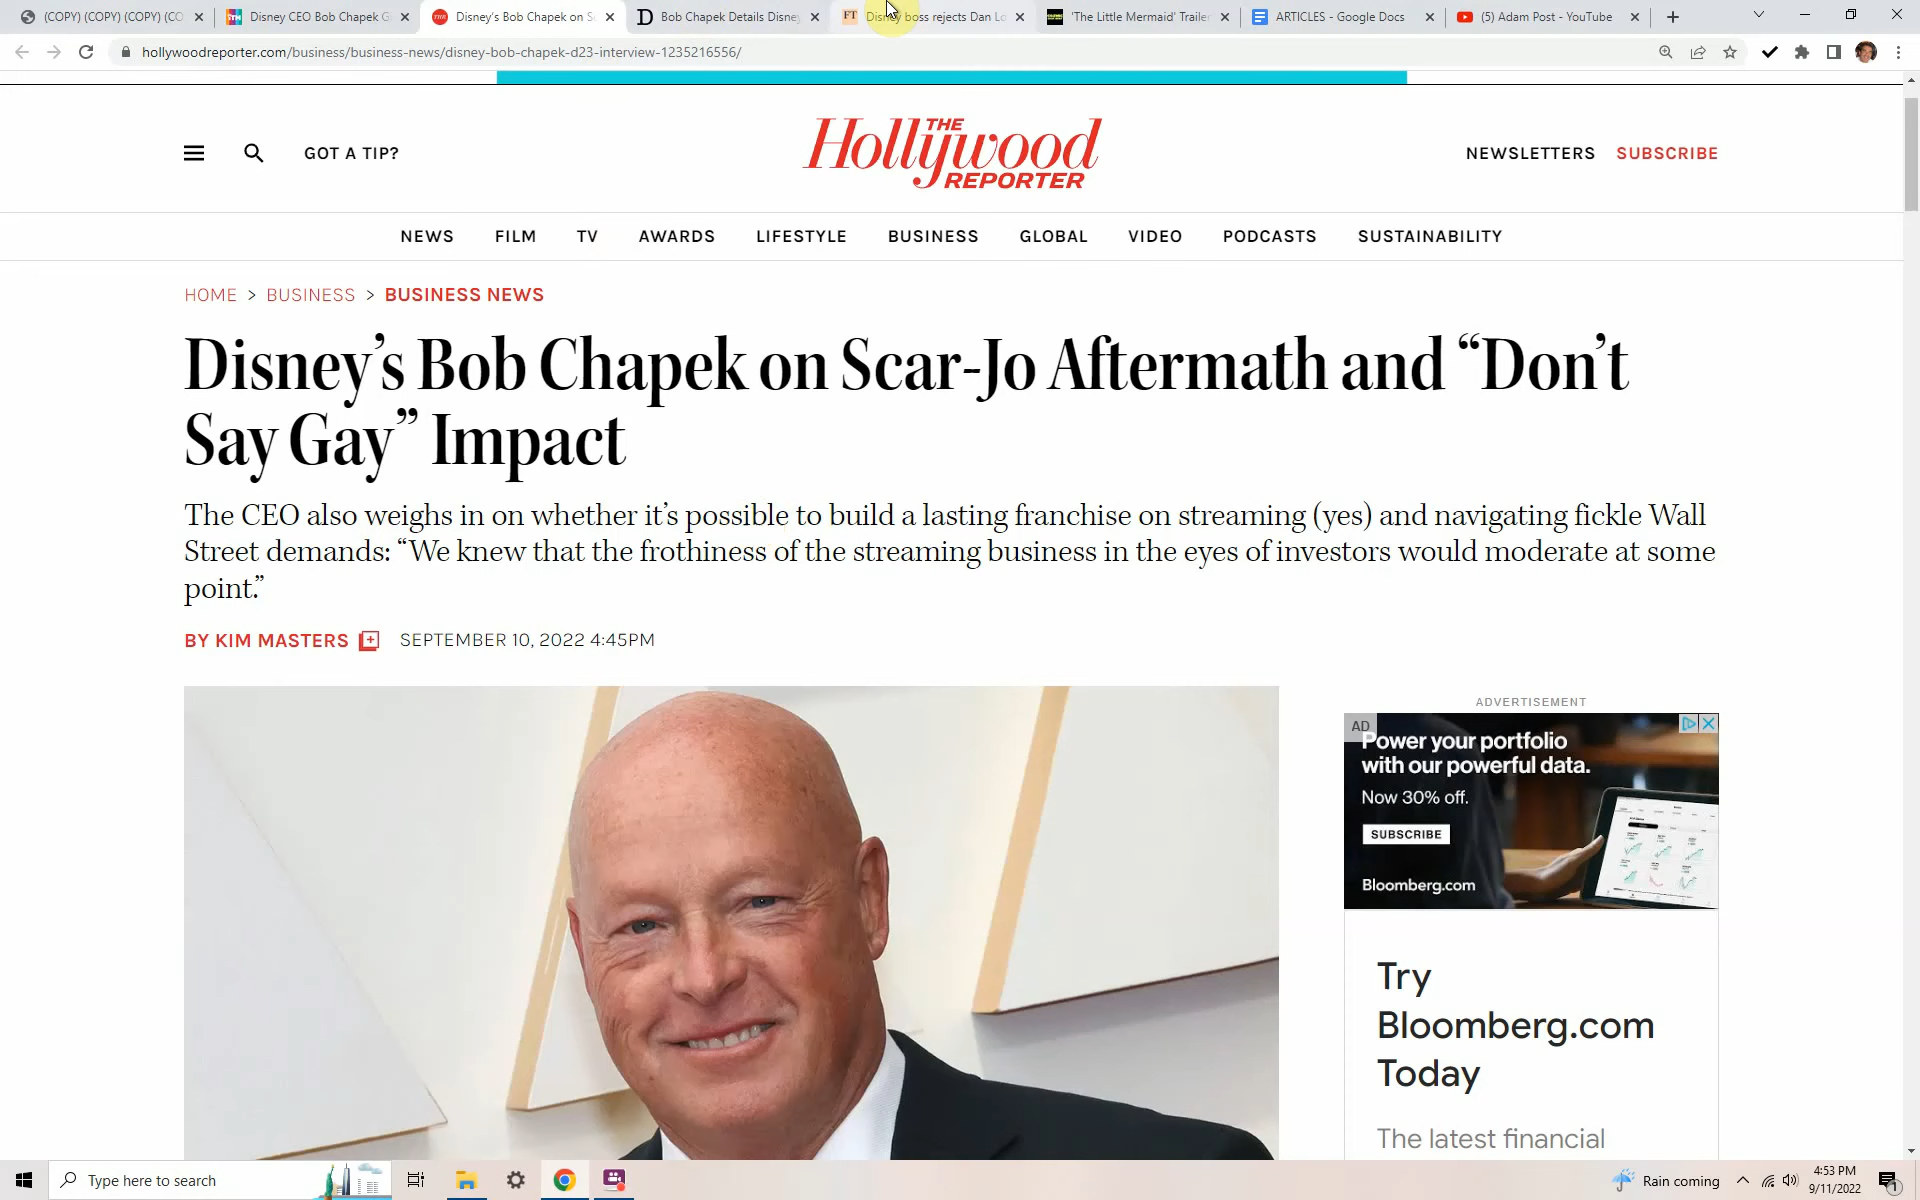 (COPY) (COPY) (COPY) (CO
Disney CEO Bob Chapek G
Disney's Bob Chapek on S
Bob Chapek Details Disney
Disney boss rejects Dan Lo
'The Little Mermaid' Trailer
ARTICLES - Google Docs
(5) Adam Post - YouTube
hollywoodreporter.com/business/business-news/disney-bob-chapek-d23-interview-1235216556/
GOT A TIP?
THE
Hollywood
REPORTER
NEWSLETTERS SUBSCRIBE
NEWS FILM TV AWARDS LIFESTYLE BUSINESS GLOBAL VIDEO PODCASTS SUSTAINABILITY
HOME > BUSINESS > BUSINESS NEWS
Disney's Bob Chapek on Scar-Jo Aftermath and “Don't
Say Gay” Impact
The CEO also weighs in on whether it's possible to build a lasting franchise on streaming (yes) and navigating fickle Wall
Street demands: “We knew that the frothiness of the streaming business in the eyes of investors would moderate at some
point.”
BY KIM MASTERS SEPTEMBER 10, 2022 4:45PM
ADVERTISEMENT
AD
Power your portfolio
with our powerful data.
Now 30% off.
SUBSCRIBE
Bloomberg.com
Try
Bloomberg.com
Today
The latest financial
Type here to search
Rain coming
4:53 PM
9/11/2022
1